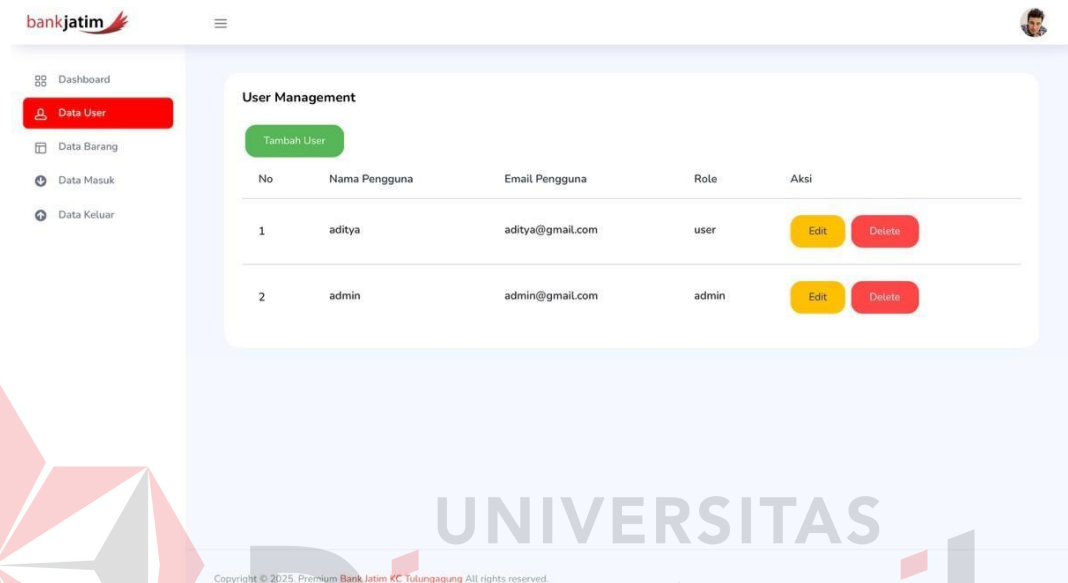 bankjatim
Dashboard
Data User
Data Barang
Data Masuk
Data Keluar
User Management
Tambah User
No Nama Pengguna Email Pengguna Role Aksi
1 aditya aditya@gmail.com user Edit Delete
2 admin admin@gmail.com admin Edit Delete
UNIVERSITAS
Copyright © 2025. Premium Bank Jatim KC Tulungagung All rights reserved.